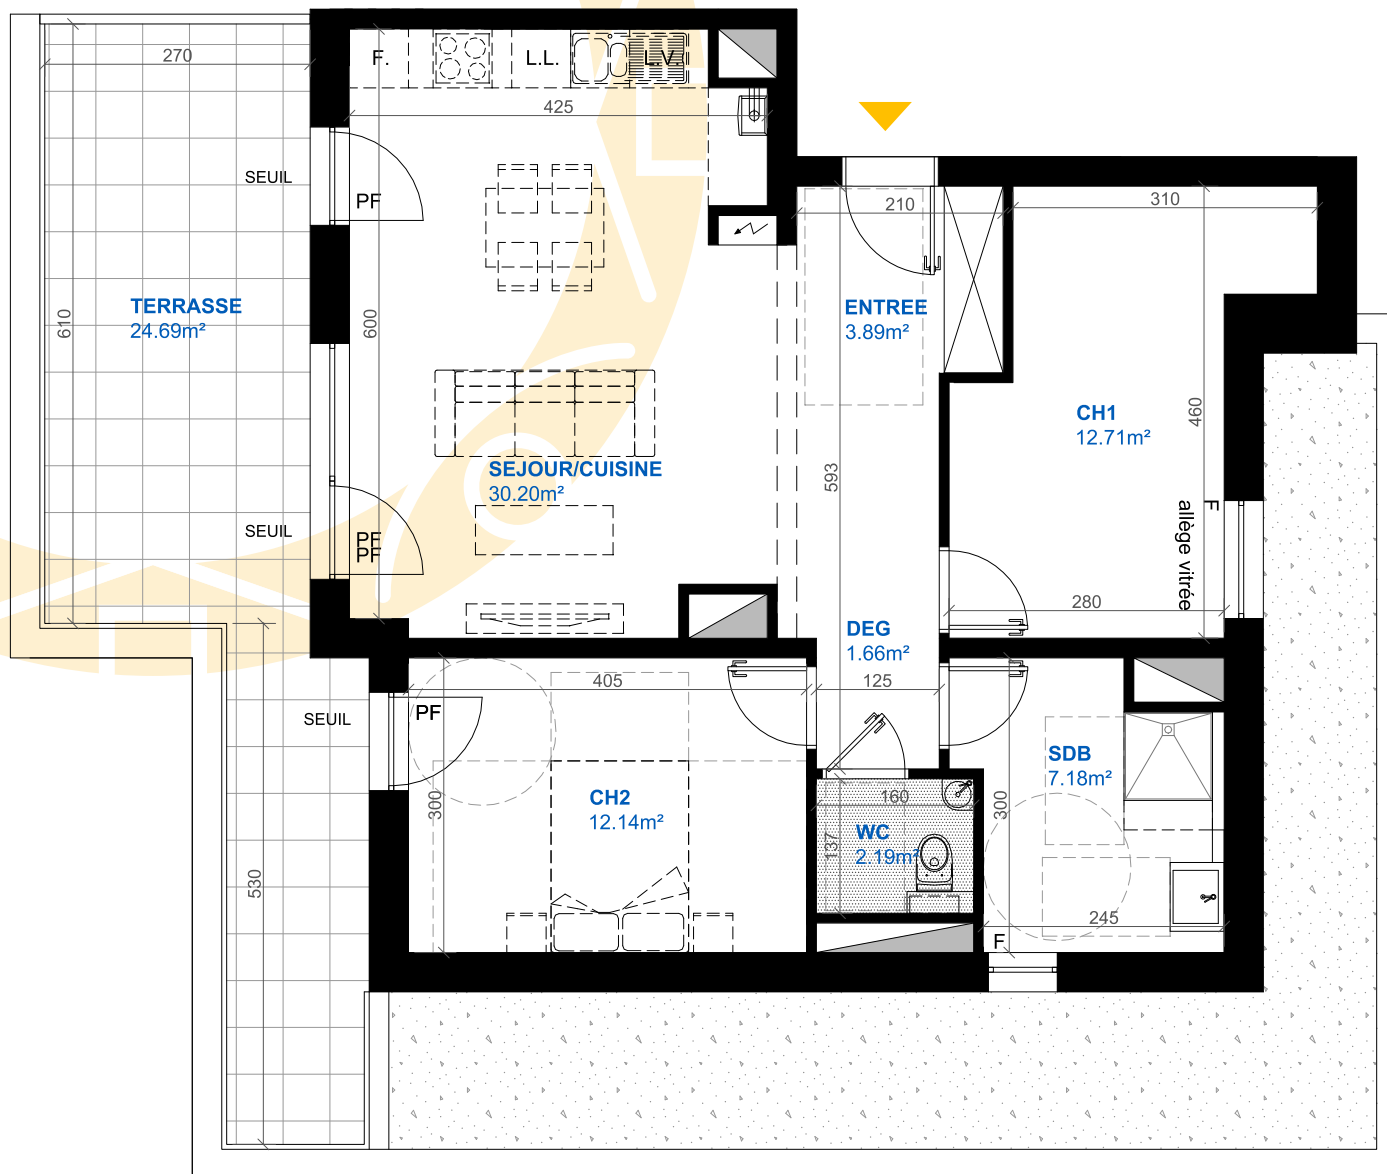 F.
L.L.
L.V.
270
425
SEUIL
PF
210
310
TERRASSE
24.69m²
610
600
ENTREE
3.89m²
CH1
12.71m²
460
593
SEJOUR/CUISINE
30.20m²
SEUIL
PF
PF
F
allège vitrée
280
DEG
1.66m²
405
125
SEUIL
PF
SDB
7.18m²
CH2
12.14m²
300
160
300
WC
2.19m²
137
530
245
F